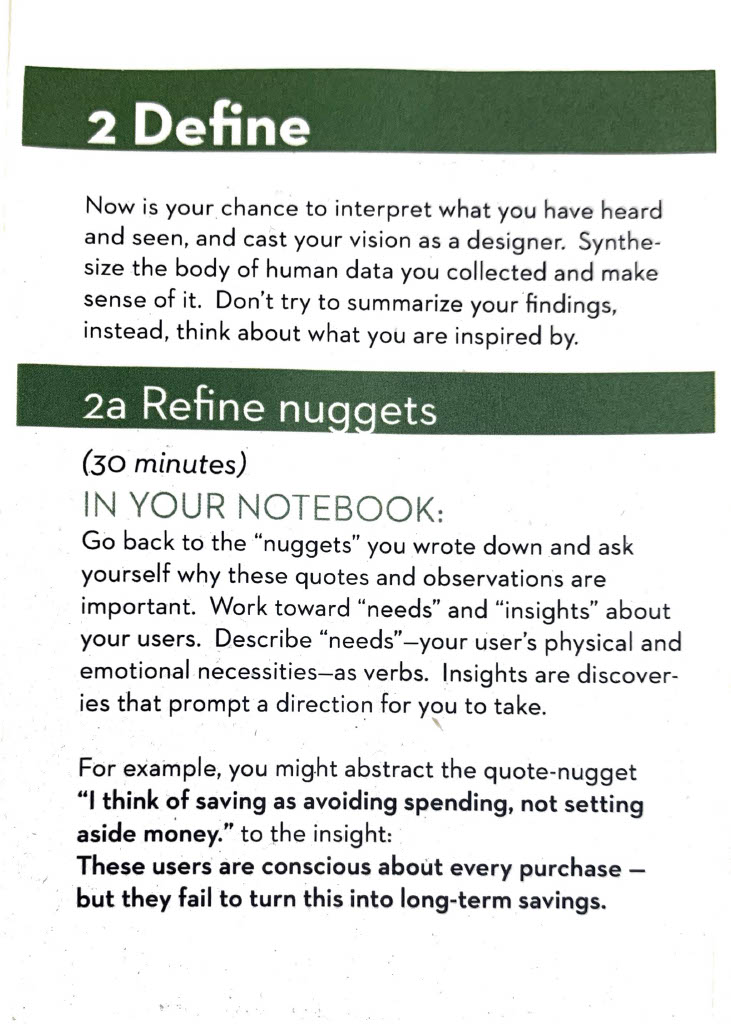 2 Define
Now is your chance to interpret what you have heard
and seen, and cast your vision as a designer.  Synthe-
size the body of human data you collected and make
sense of it.  Don't try to summarize your findings,
instead, think about what you are inspired by.
2a Refine nuggets
(30 minutes)
IN YOUR NOTEBOOK:
Go back to the “nuggets” you wrote down and ask
yourself why these quotes and observations are
important.  Work toward “needs” and “insights” about
your users.  Describe “needs”—your user's physical and
emotional necessities—as verbs.  Insights are discover-
ies that prompt a direction for you to take.
For example, you might abstract the quote-nugget
“I think of saving as avoiding spending, not setting
aside money.” to the insight:
These users are conscious about every purchase —
but they fail to turn this into long-term savings.